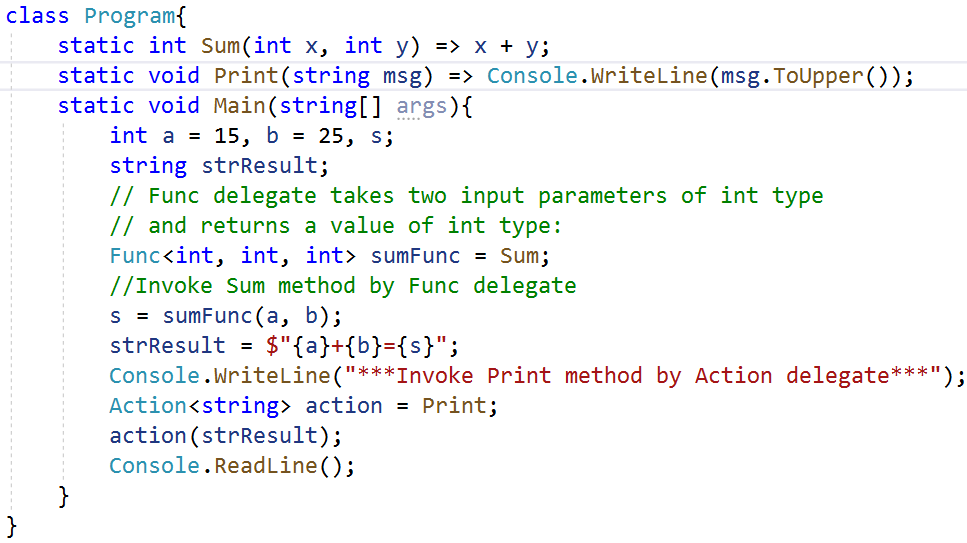 class Program{
    static int Sum(int x, int y) => x + y;
    static void Print(string msg) => Console.WriteLine(msg.ToUpper());
    static void Main(string[] args){
        int a = 15, b = 25, s;
        string strResult;
        // Func delegate takes two input parameters of int type
        // and returns a value of int type:
        Func<int, int, int> sumFunc = Sum;
        //Invoke Sum method by Func delegate
        s = sumFunc(a, b);
        strResult = $"{a}+{b}={s}";
        Console.WriteLine("***Invoke Print method by Action delegate***");
        Action<string> action = Print;
        action(strResult);
        Console.ReadLine();
    }
}